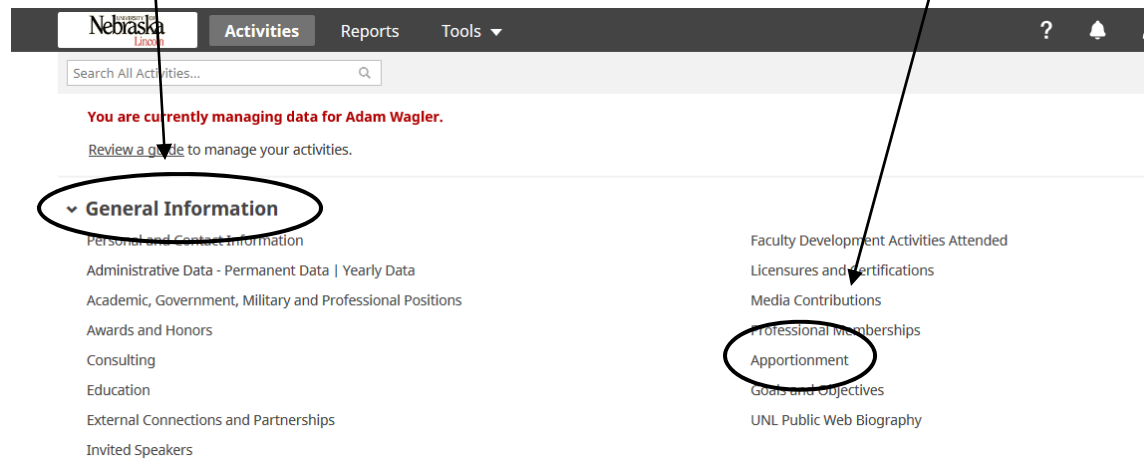 UNIVERSITY OF
Nebraska
Lincoln
Activities Reports Tools
?
Search All Activities...
You are currently managing data for Adam Wagler.
Review a guide to manage your activities.
General Information
Personal and Contact Information
Administrative Data - Permanent Data | Yearly Data
Academic, Government, Military and Professional Positions
Awards and Honors
Consulting
Education
External Connections and Partnerships
Invited Speakers
Faculty Development Activities Attended
Licensures and Certifications
Media Contributions
Professional Memberships
Apportionment
Goals and Objectives
UNL Public Web Biography